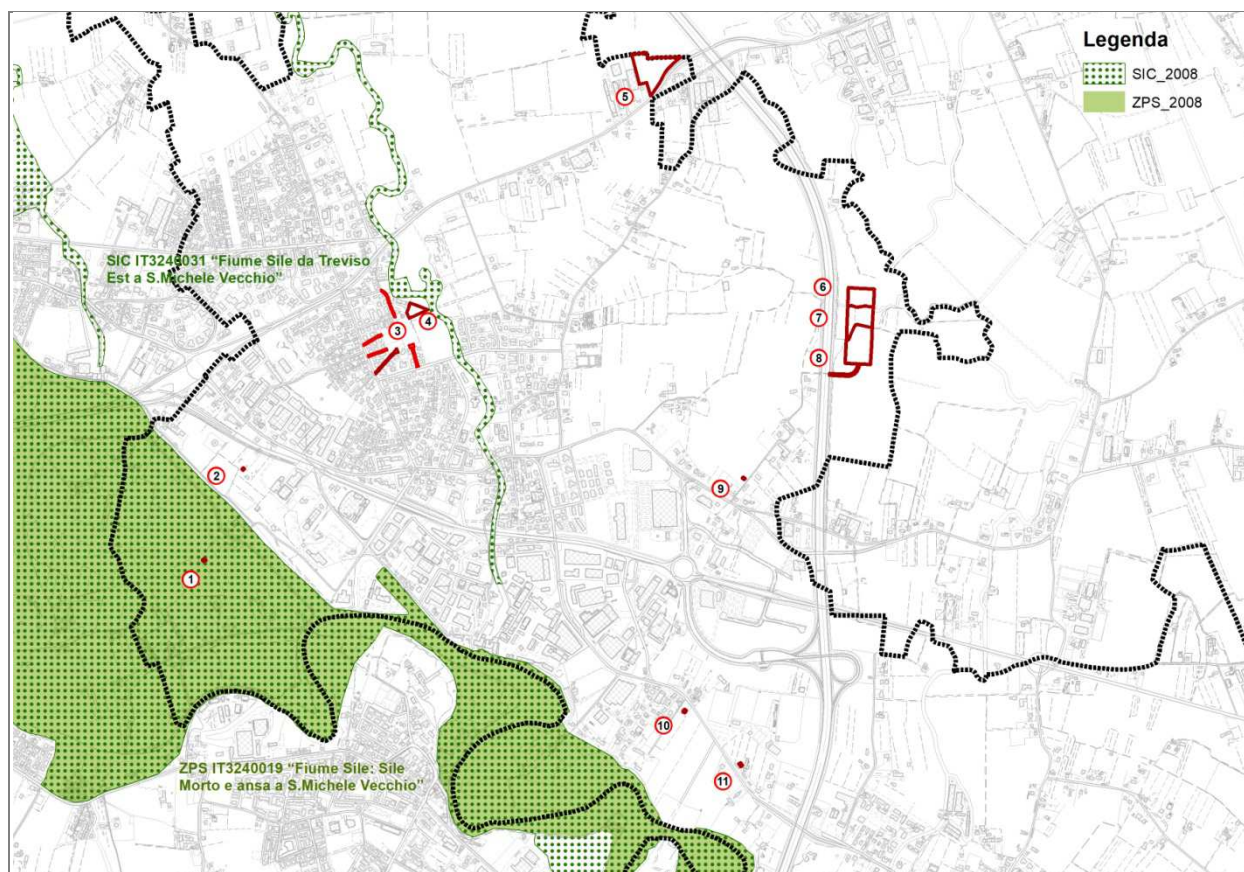 Legenda
SIC_2008
ZPS_2008
5
SIC IT3240031 “Fiume Sile da Treviso
Est a S.Michele Vecchio”
6
3
4
7
8
2
9
1
10
11
ZPS IT3240019 “Fiume Sile: Sile
Morto e ansa a S.Michele Vecchio”